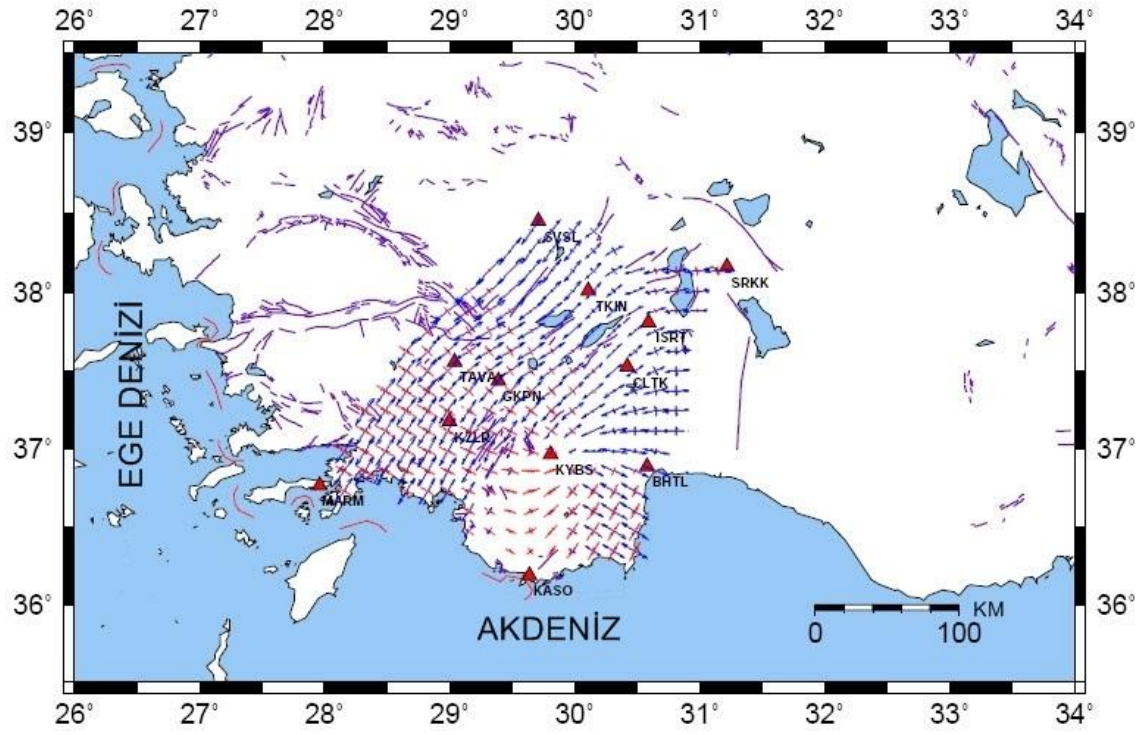 26° 27° 28° 29° 30° 31° 32° 33° 34°
39° 39°
SVSL
SRKK
38° 38°
TKIN
ISRT
EGE DENİZİ
TAVA
CLTK
GKPN
KZLR
37° 37°
KYBS
BHTL
MARM
KASO
36° 36°
KM
AKDENİZ
0 100
26° 27° 28° 29° 30° 31° 32° 33° 34°